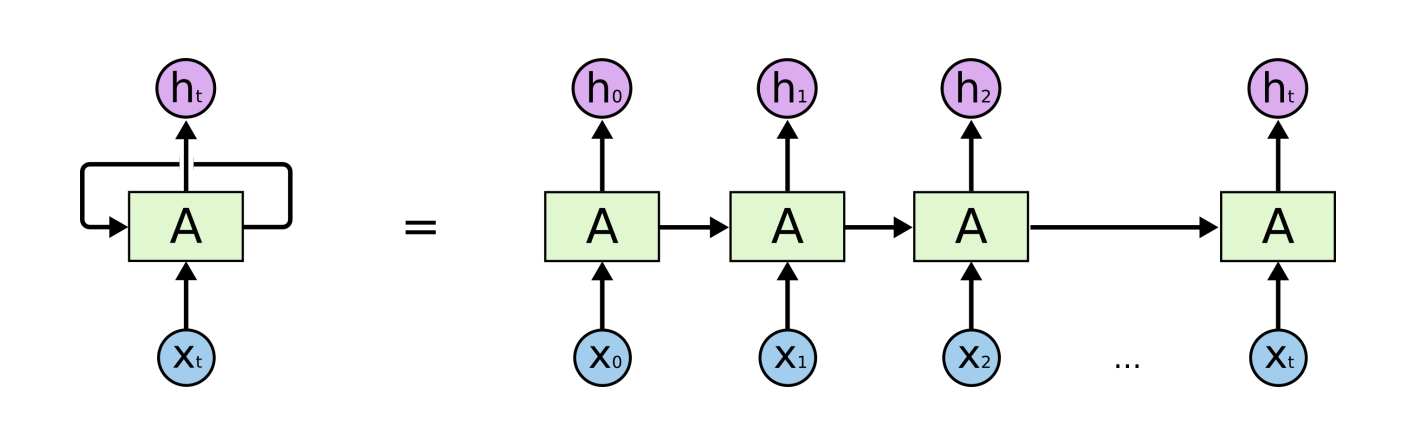 hₜ h₀ h₁ h₂ hₜ
A = A A A A
xₜ x₀ x₁ x₂ ... xₜ